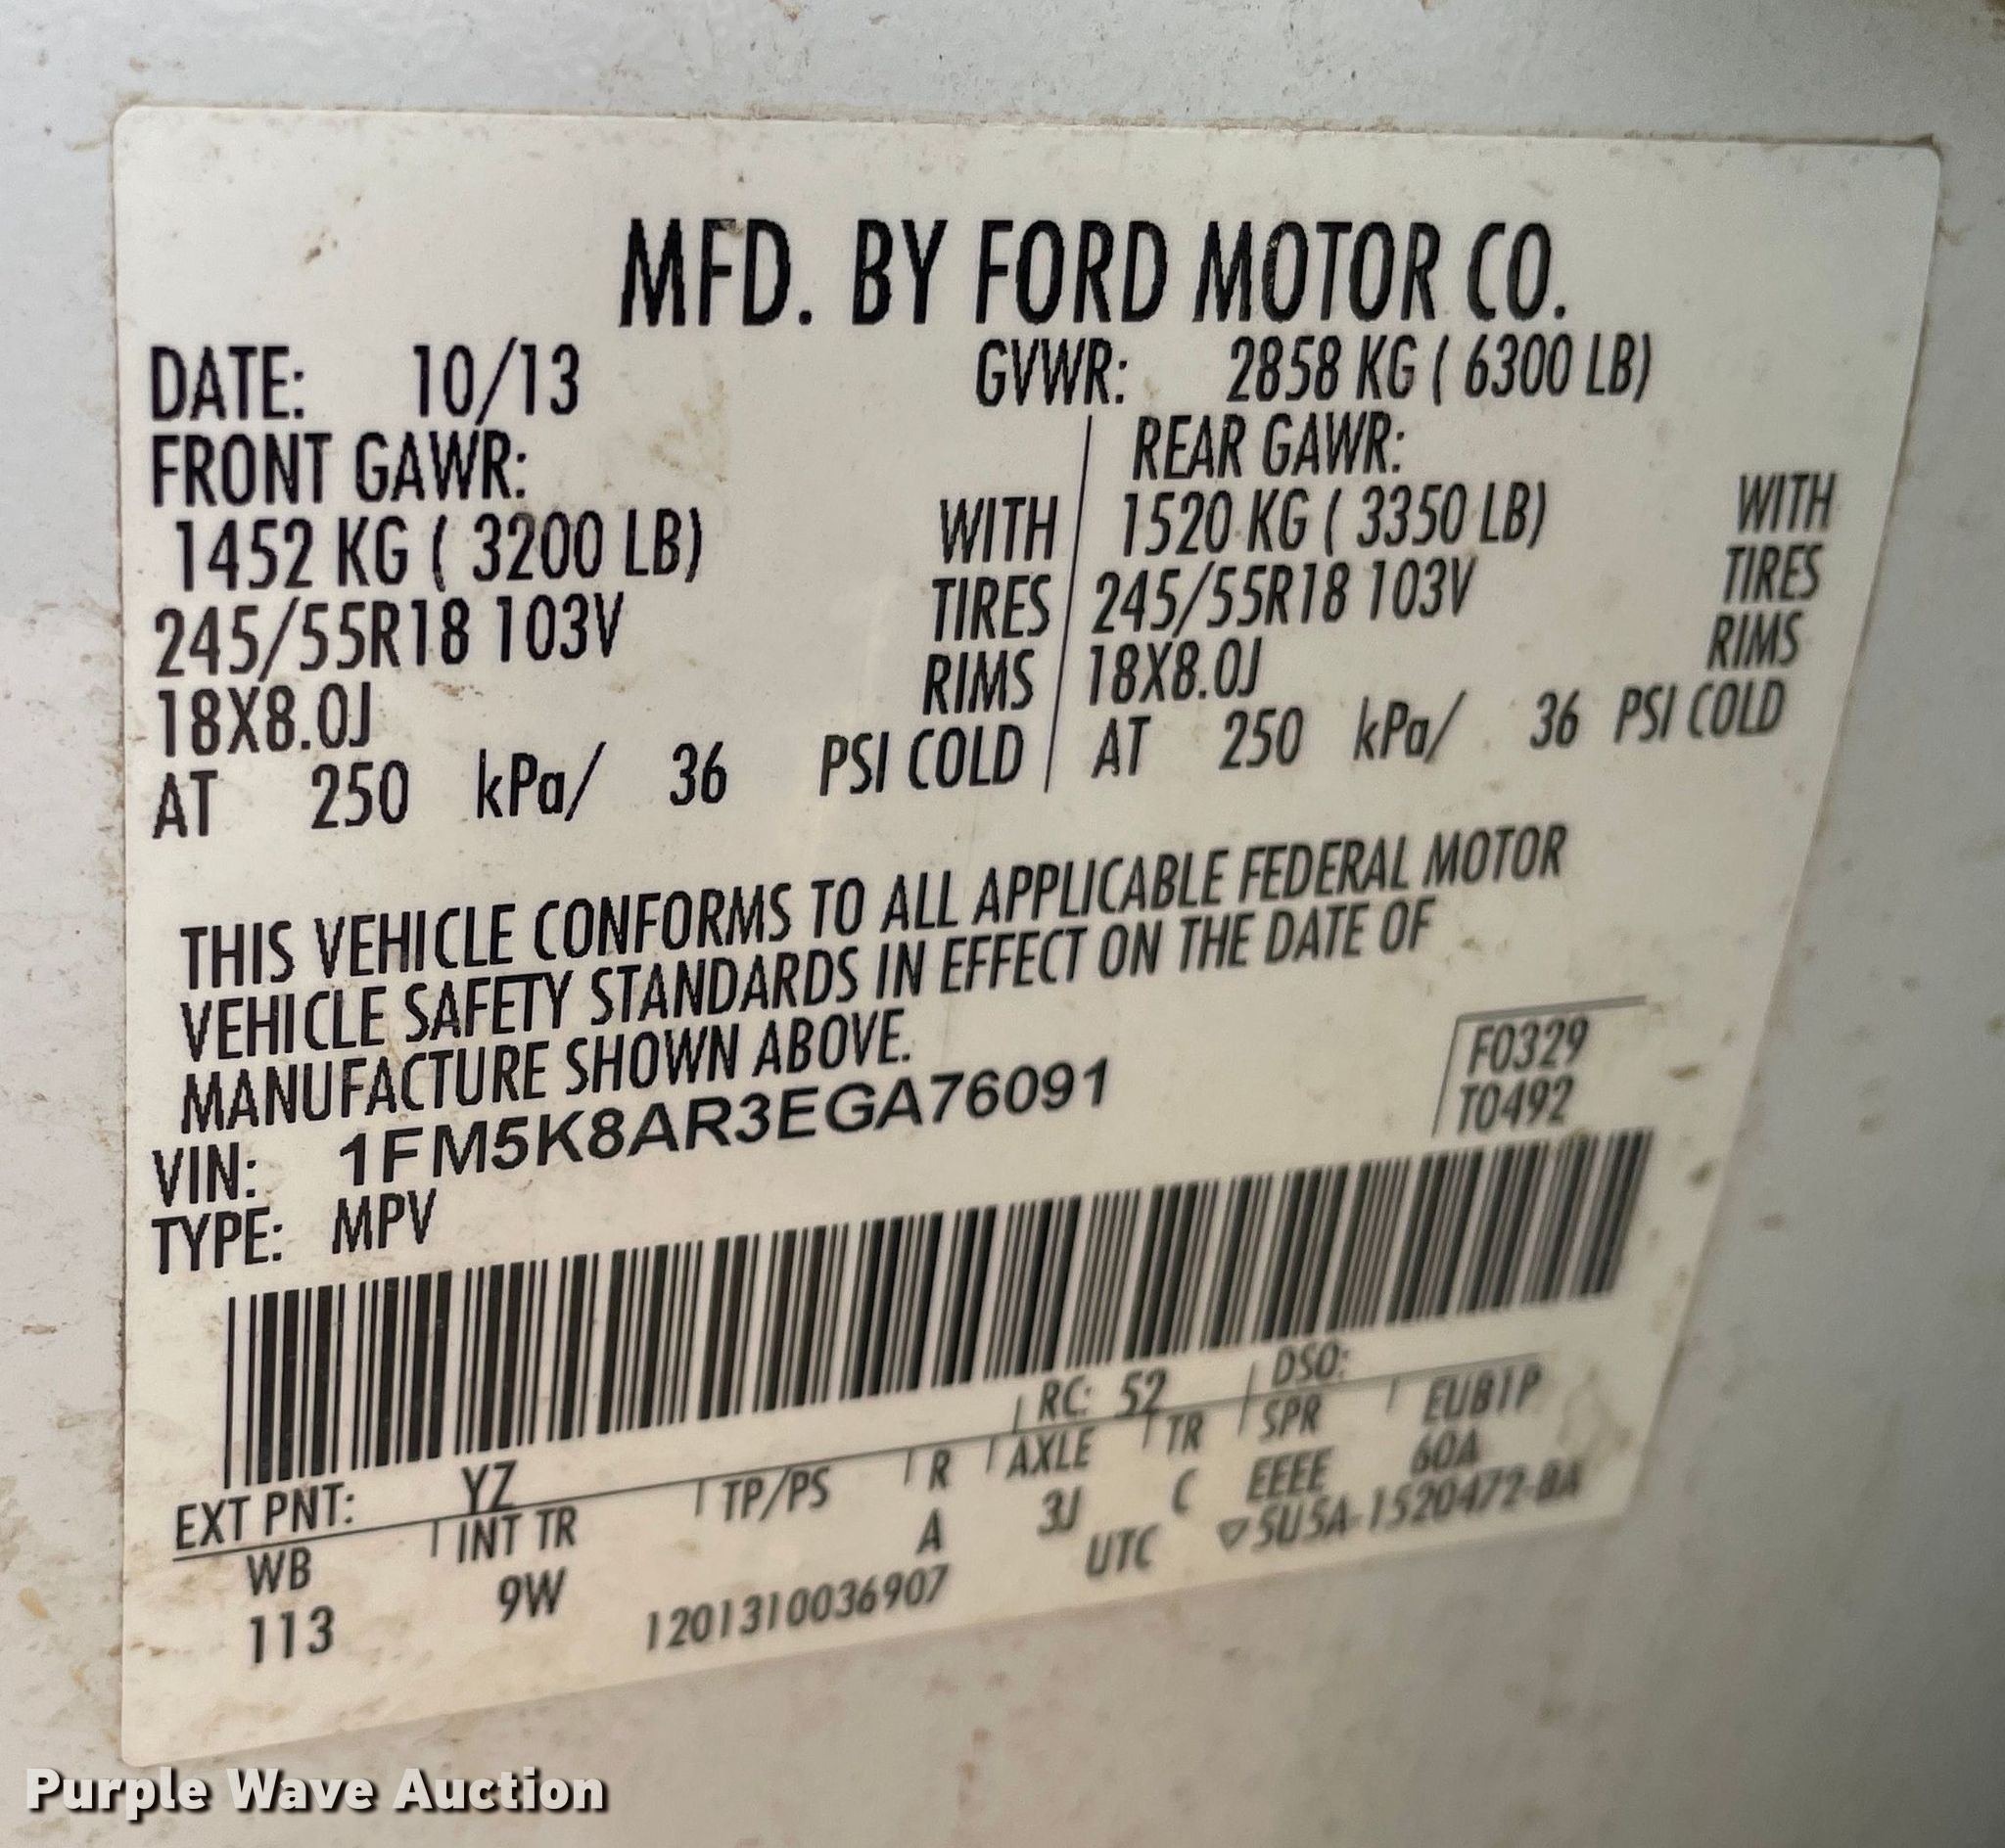 MFD. BY FORD MOTOR CO.
DATE: 10/13 GVWR: 2858 KG ( 6300 LB)
FRONT GAWR: REAR GAWR:
1452 KG ( 3200 LB) WITH 1520 KG ( 3350 LB) WITH
245/55R18 103V TIRES 245/55R18 103V TIRES
18X8.0J RIMS 18X8.0J RIMS
AT 250 kPa/ 36 PSI COLD AT 250 kPa/ 36 PSI COLD
THIS VEHICLE CONFORMS TO ALL APPLICABLE FEDERAL MOTOR
VEHICLE SAFETY STANDARDS IN EFFECT ON THE DATE OF
MANUFACTURE SHOWN ABOVE.
F0329
T0492
VIN: 1FM5K8AR3EGA76091
TYPE: MPV
EXT PNT: YZ RC: 52 DSO:
WB INT TR TP/PS R AXLE TR SPR EUB1P
113 9W A 3J C EEEE 60A
1201310036907 UTC ▽5U5A-1520472-BA
Purple Wave Auction